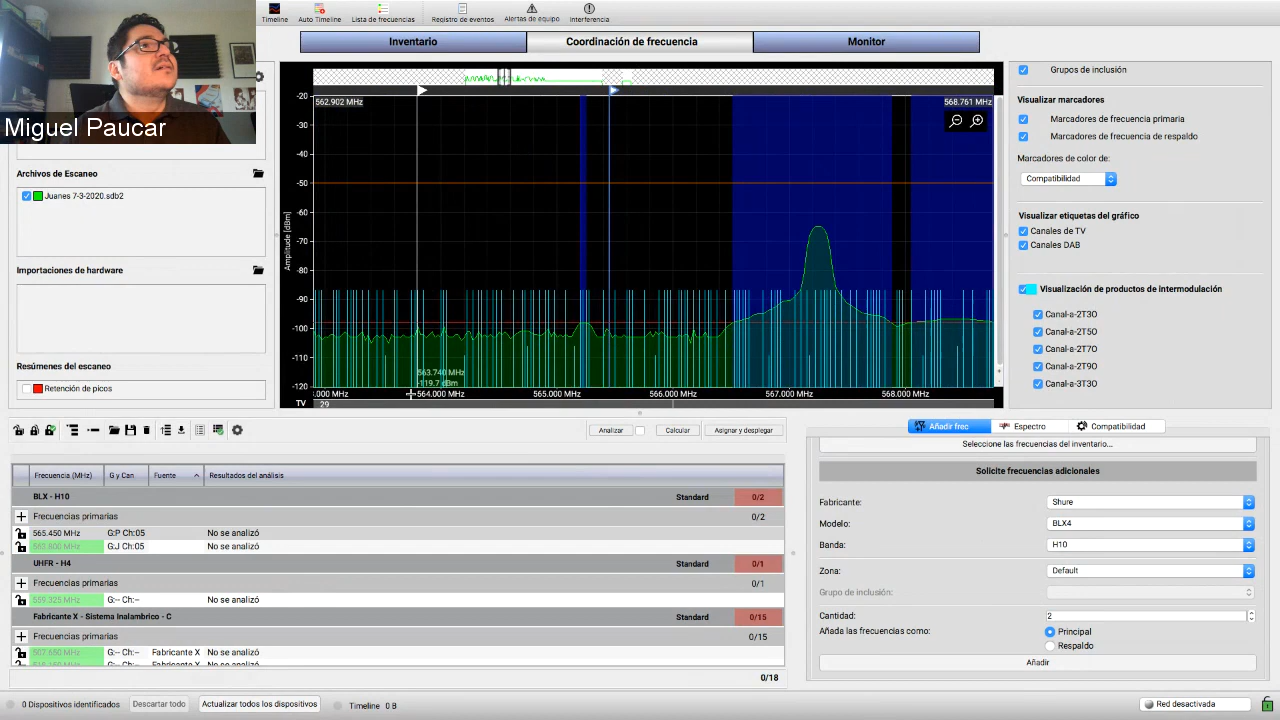 Timeline
Auto Timeline
Lista de frecuencias
Registro de eventos
Alertas de equipo
Interferencia
Inventario
Coordinación de frecuencia
Monitor
Miguel Paucar
Archivos de Escaneo
Juanes 7-3-2020.sdb2
Importaciones de hardware
Resúmenes del escaneo
Retención de picos
562.902 MHz
568.761 MHz
-20
-30
-40
-50
-60
-70
-80
-90
-100
-110
-120
Amplitude [dBm]
563.740 MHz
-119.7 dBm
.000 MHz
564.000 MHz
565.000 MHz
566.000 MHz
567.000 MHz
568.000 MHz
TV
29
Grupos de inclusión
Visualizar marcadores
Marcadores de frecuencia primaria
Marcadores de frecuencia de respaldo
Marcadores de color de:
Compatibilidad
Visualizar etiquetas del gráfico
Canales de TV
Canales DAB
Visualización de productos de intermodulación
Canal-a-2T3O
Canal-a-2T5O
Canal-a-2T7O
Canal-a-2T9O
Canal-a-3T3O
Analizar
Calcular
Asignar y desplegar
Frecuencia (MHz)
G y Can
Fuente
Resultados del análisis
BLX - H10
Standard
0/2
Frecuencias primarias
0/2
565.450 MHz
G:P Ch:05
No se analizó
G:J Ch:05
No se analizó
UHFR - H4
Standard
0/1
Frecuencias primarias
0/1
559.325 MHz
G:-- Ch:--
No se analizó
Fabricante X - Sistema Inalambrico - C
Standard
0/15
Frecuencias primarias
0/15
G:-- Ch:--
Fabricante X
No se analizó
G:-- Ch:--
Fabricante X
No se analizó
0/18
Añadir frec
Espectro
Compatibilidad
Seleccione las frecuencias del inventario...
Solicite frecuencias adicionales
Fabricante:
Shure
Modelo:
BLX4
Banda:
H10
Zona:
Default
Grupo de inclusión:
--
Cantidad:
2
Añada las frecuencias como:
Principal
Respaldo
Añadir
0 Dispositivos identificados
Descartar todo
Actualizar todos los dispositivos
Timeline
0 B
Red desactivada